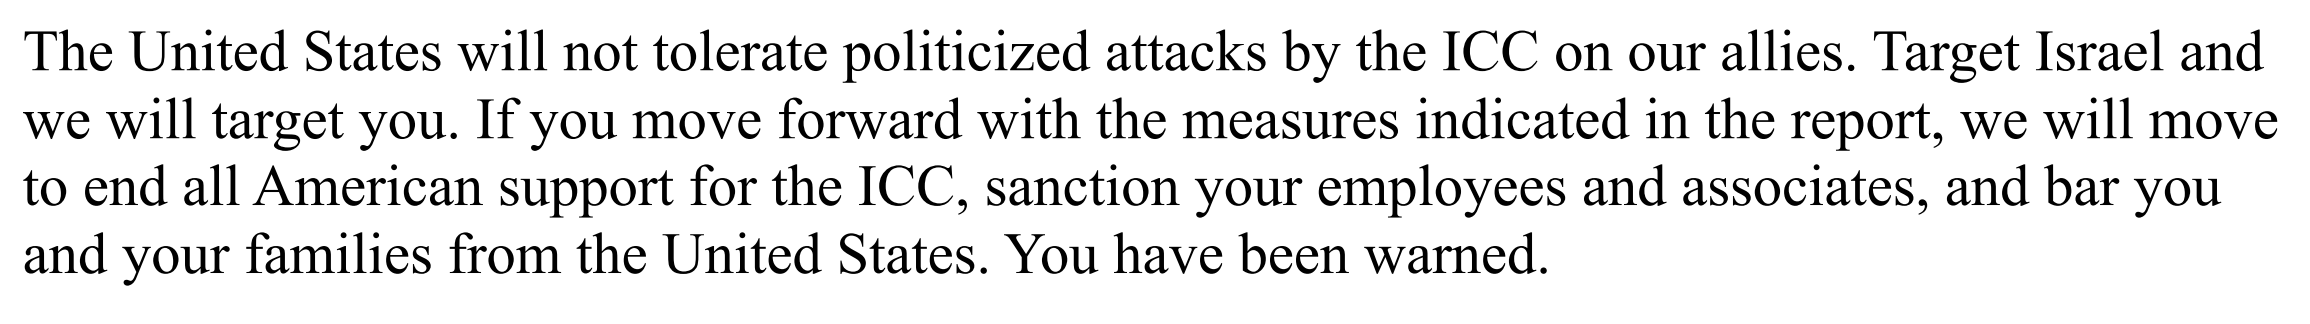 The United States will not tolerate politicized attacks by the ICC on our allies. Target Israel and
we will target you. If you move forward with the measures indicated in the report, we will move
to end all American support for the ICC, sanction your employees and associates, and bar you
and your families from the United States. You have been warned.